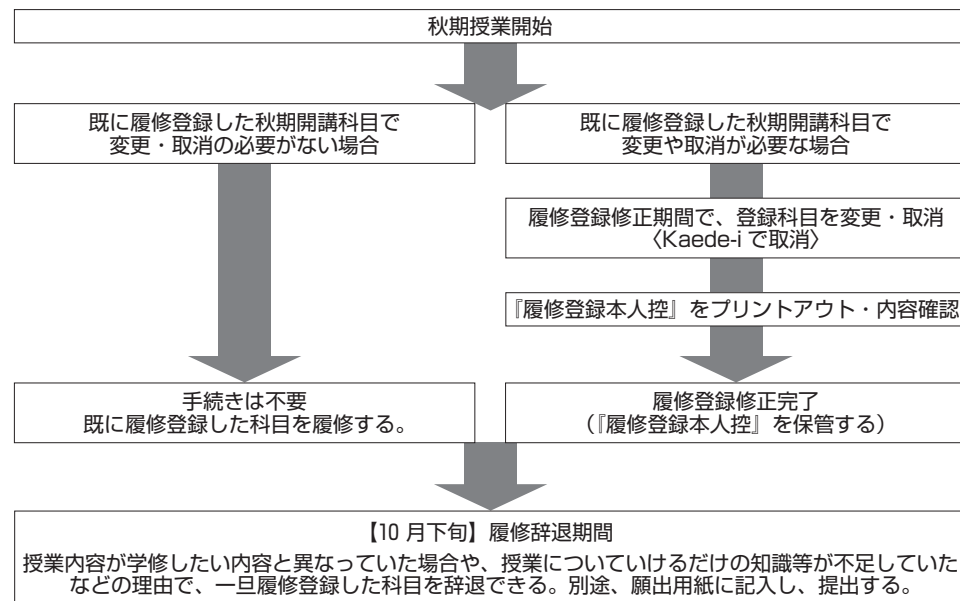 秋期授業開始
既に履修登録した秋期開講科目で
変更・取消の必要がない場合
既に履修登録した秋期開講科目で
変更や取消が必要な場合
履修登録修正期間で、登録科目を変更・取消
〈Kaede-i で取消〉
『履修登録本人控』をプリントアウト・内容確認
手続きは不要
既に履修登録した科目を履修する。
履修登録修正完了
（『履修登録本人控』を保管する）
【10 月下旬】履修辞退期間
授業内容が学修したい内容と異なっていた場合や、授業についていけるだけの知識等が不足していた
などの理由で、一旦履修登録した科目を辞退できる。別途、願出用紙に記入し、提出する。